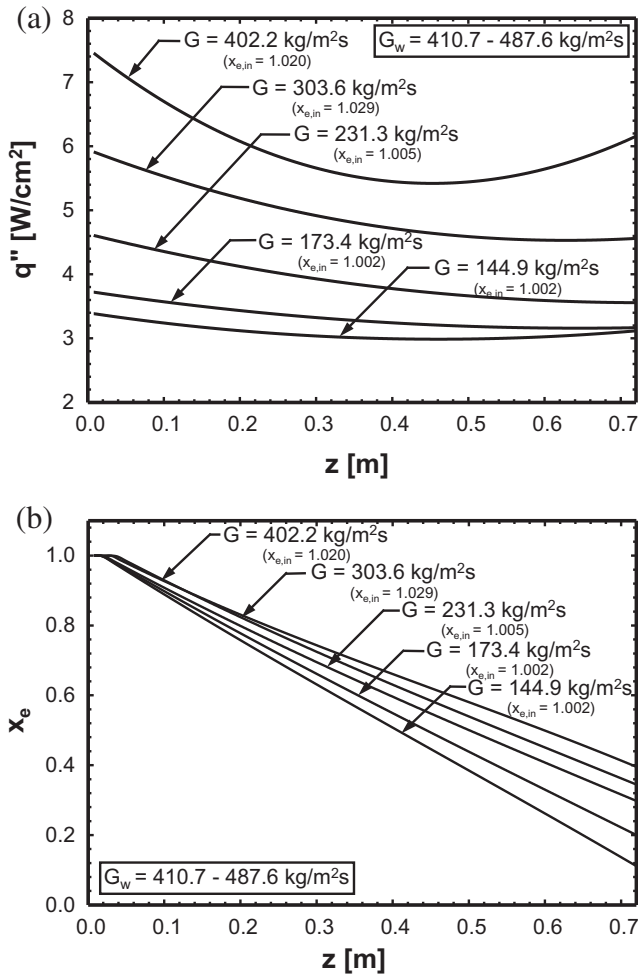 (a)
8
7
6
5
4
3
2
q" [W/cm²]
G = 402.2 kg/m²s
(xₑ,ᵢₙ = 1.020)
G_w = 410.7 - 487.6 kg/m²s
G = 303.6 kg/m²s
(xₑ,ᵢₙ = 1.029)
G = 231.3 kg/m²s
(xₑ,ᵢₙ = 1.005)
G = 173.4 kg/m²s
(xₑ,ᵢₙ = 1.002)
G = 144.9 kg/m²s
(xₑ,ᵢₙ = 1.002)
0.0 0.1 0.2 0.3 0.4 0.5 0.6 0.7
z [m]
(b)
1.0
0.8
0.6
0.4
0.2
0.0
xₑ
G = 402.2 kg/m²s
(xₑ,ᵢₙ = 1.020)
G = 303.6 kg/m²s
(xₑ,ᵢₙ = 1.029)
G = 231.3 kg/m²s
(xₑ,ᵢₙ = 1.005)
G = 173.4 kg/m²s
(xₑ,ᵢₙ = 1.002)
G = 144.9 kg/m²s
(xₑ,ᵢₙ = 1.002)
G_w = 410.7 - 487.6 kg/m²s
0.0 0.1 0.2 0.3 0.4 0.5 0.6 0.7
z [m]